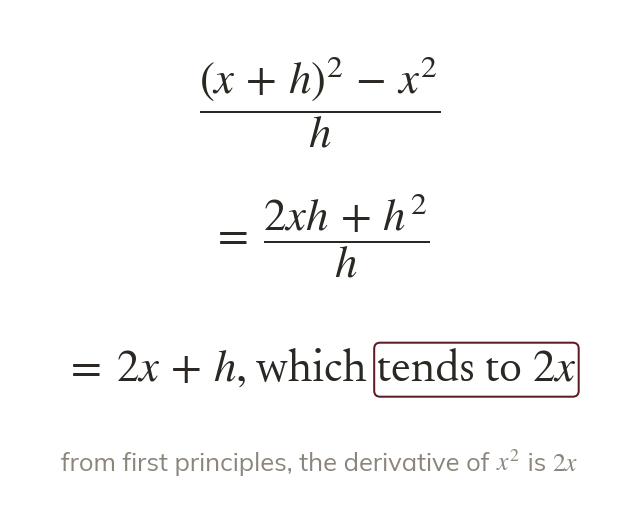 (x + h)² − x²
h
= 2xh + h²
h
= 2x + h, which tends to 2x
from first principles, the derivative of x² is 2x